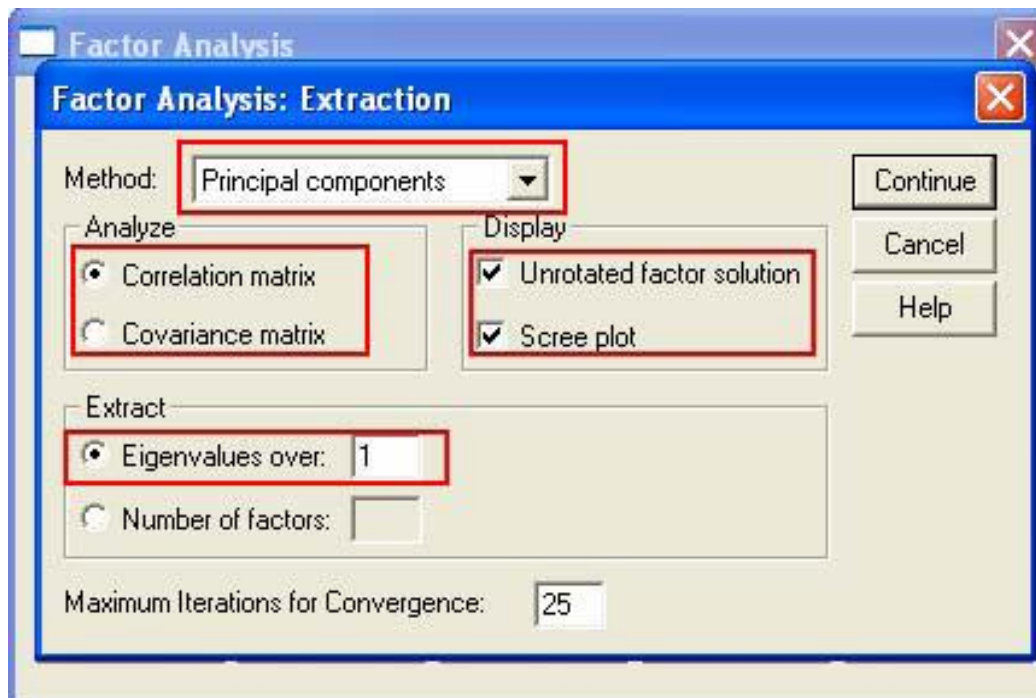 Factor Analysis
Factor Analysis: Extraction
Method: Principal components
Continue
Analyze
Display
Cancel
Correlation matrix
Unrotated factor solution
Help
Covariance matrix
Scree plot
Extract
Eigenvalues over: 1
Number of factors:
Maximum Iterations for Convergence: 25